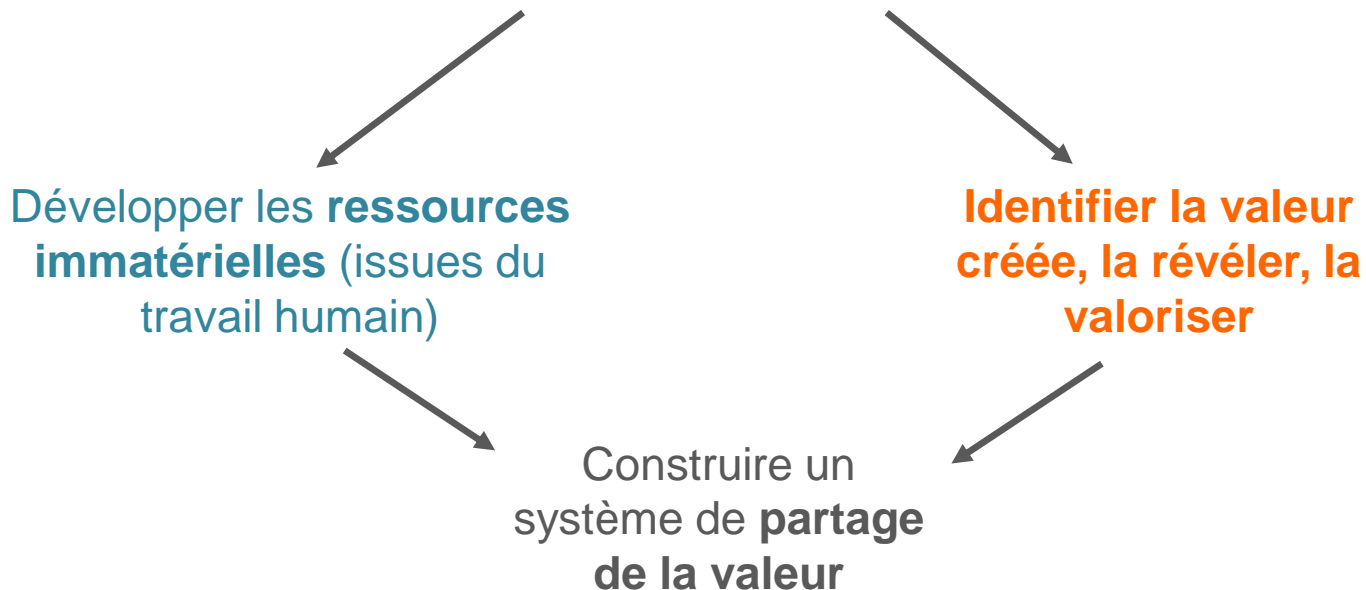 Développer les ressources
immatérielles (issues du
travail humain)
Identifier la valeur
créée, la révéler, la
valoriser
Construire un
système de partage
de la valeur